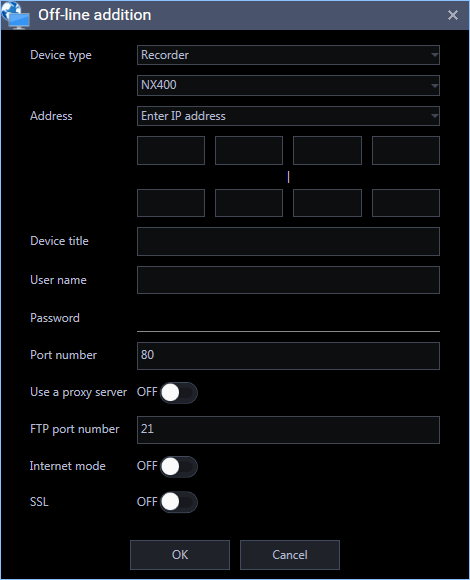 Off-line addition
Device type Recorder
NX400
Address Enter IP address
|
Device title
User name
Password
Port number 80
Use a proxy server OFF
FTP port number 21
Internet mode OFF
SSL OFF
OK Cancel